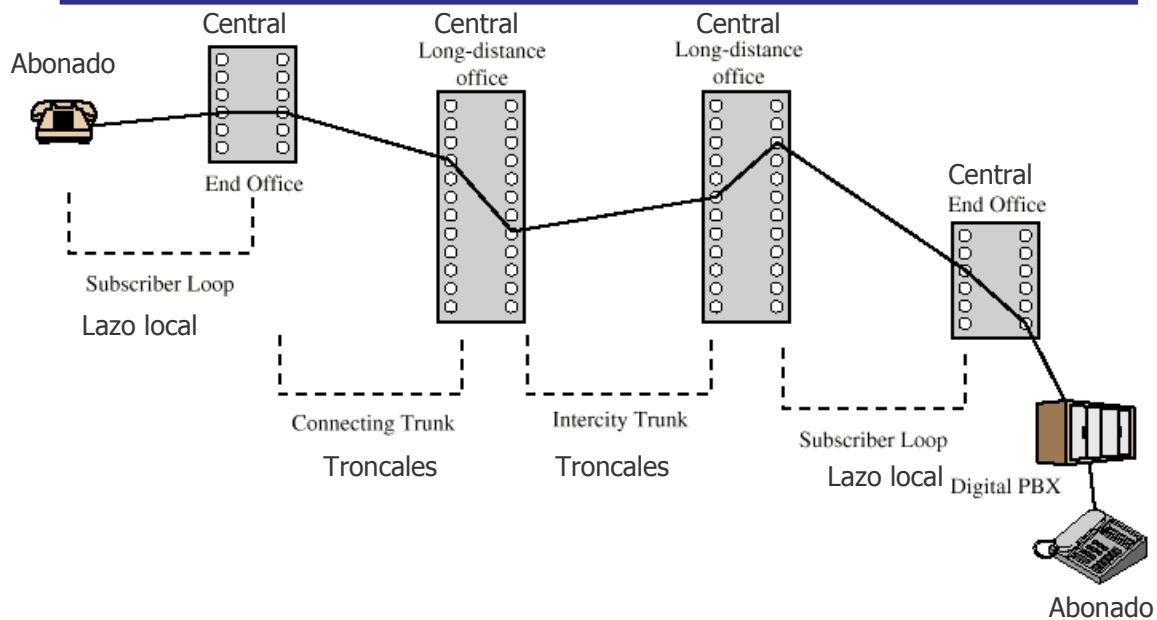 Central
Central
Central
Abonado
Long-distance
office
Long-distance
office
End Office
Central
End Office
Subscriber Loop
Lazo local
Connecting Trunk
Troncales
Intercity Trunk
Troncales
Subscriber Loop
Lazo local
Digital PBX
Abonado